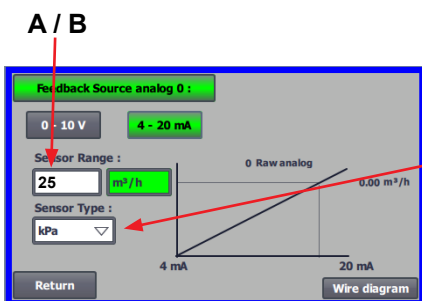 A / B
Feedback Source analog 0 :
0 - 10 V
4 - 20 mA
Sensor Range :
0 Raw analog
25
m³/h
0.00 m³/h
Sensor Type :
kPa
4 mA
20 mA
Return
Wire diagram